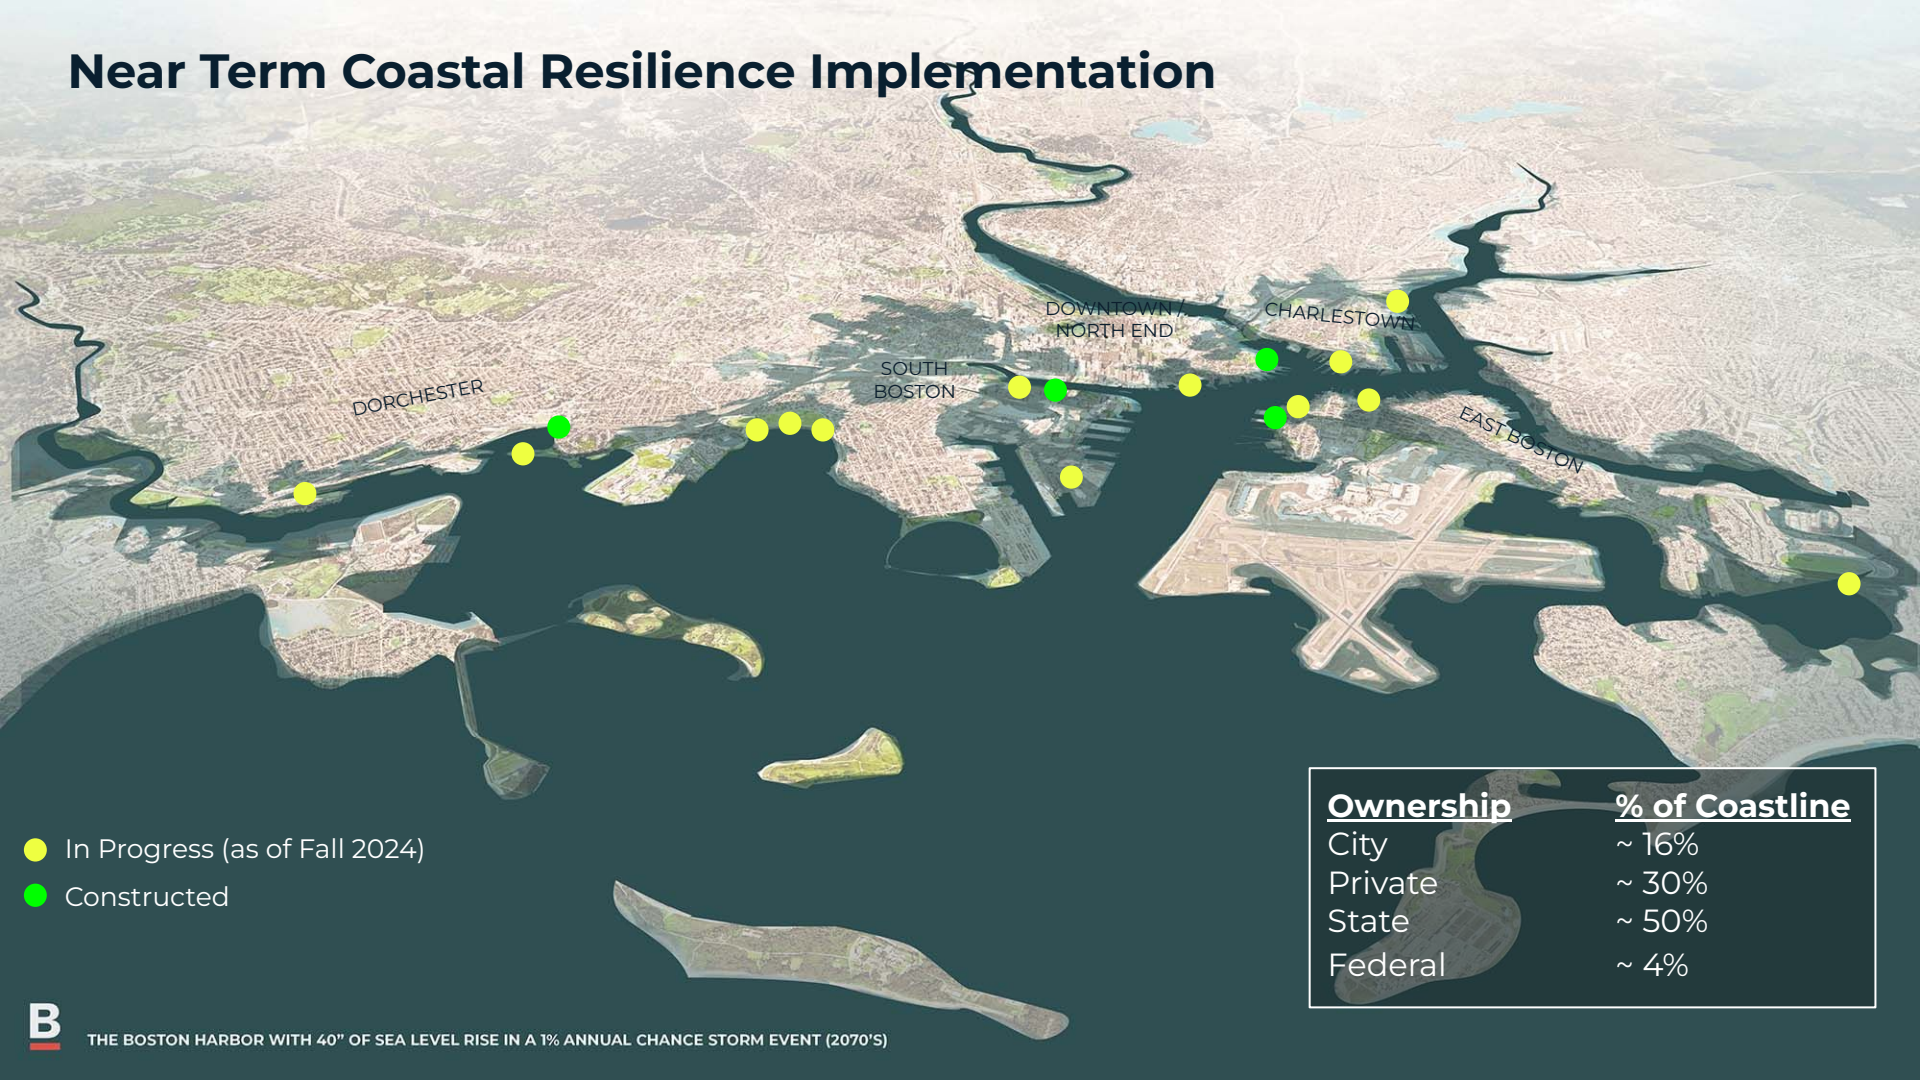 Near Term Coastal Resilience Implementation
DOWNTOWN /
NORTH END
CHARLESTOWN
SOUTH
BOSTON
DORCHESTER
EAST BOSTON
In Progress (as of Fall 2024)
Constructed
Ownership % of Coastline
City ~ 16%
Private ~ 30%
State ~ 50%
Federal ~ 4%
B
THE BOSTON HARBOR WITH 40” OF SEA LEVEL RISE IN A 1% ANNUAL CHANCE STORM EVENT (2070’S)